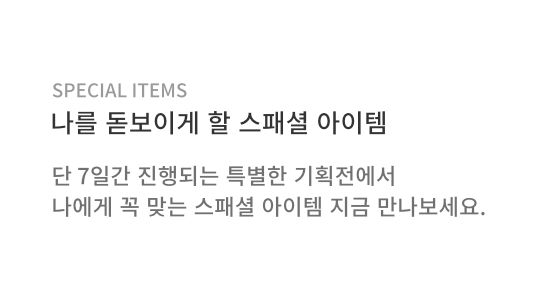 SPECIAL ITEMS
나를 돋보이게 할 스패셜 아이템
단 7일간 진행되는 특별한 기획전에서
나에게 꼭 맞는 스패셜 아이템 지금 만나보세요.